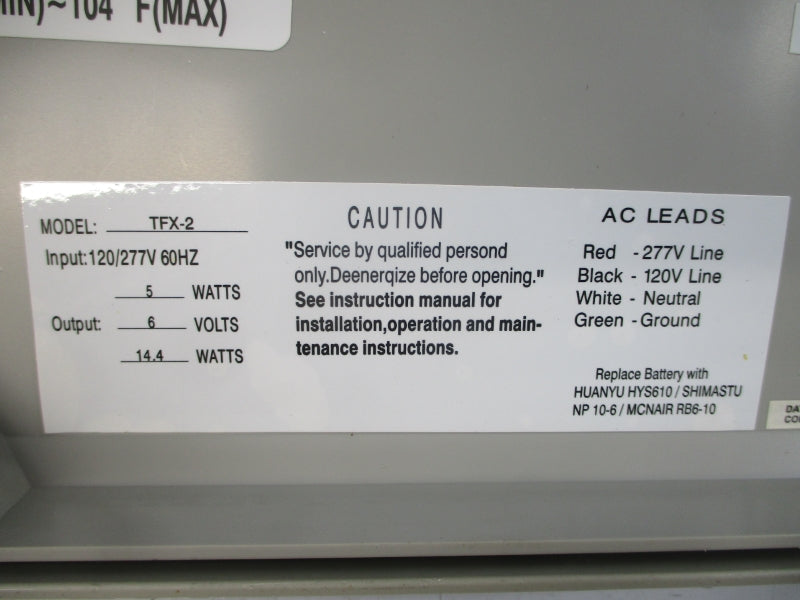 ~104 F(MAX)
MODEL: TFX-2
Input:120/277V 60HZ
5 WATTS
Output: 6 VOLTS
14.4 WATTS
CAUTION
"Service by qualified persond
only.Deenerqize before opening."
See instruction manual for
installation,operation and main-
tenance instructions.
AC LEADS
Red - 277V Line
Black - 120V Line
White - Neutral
Green - Ground
Replace Battery with
HUANYU HYS610 / SHIMASTU
NP 10-6 / MCNAIR RB6-10